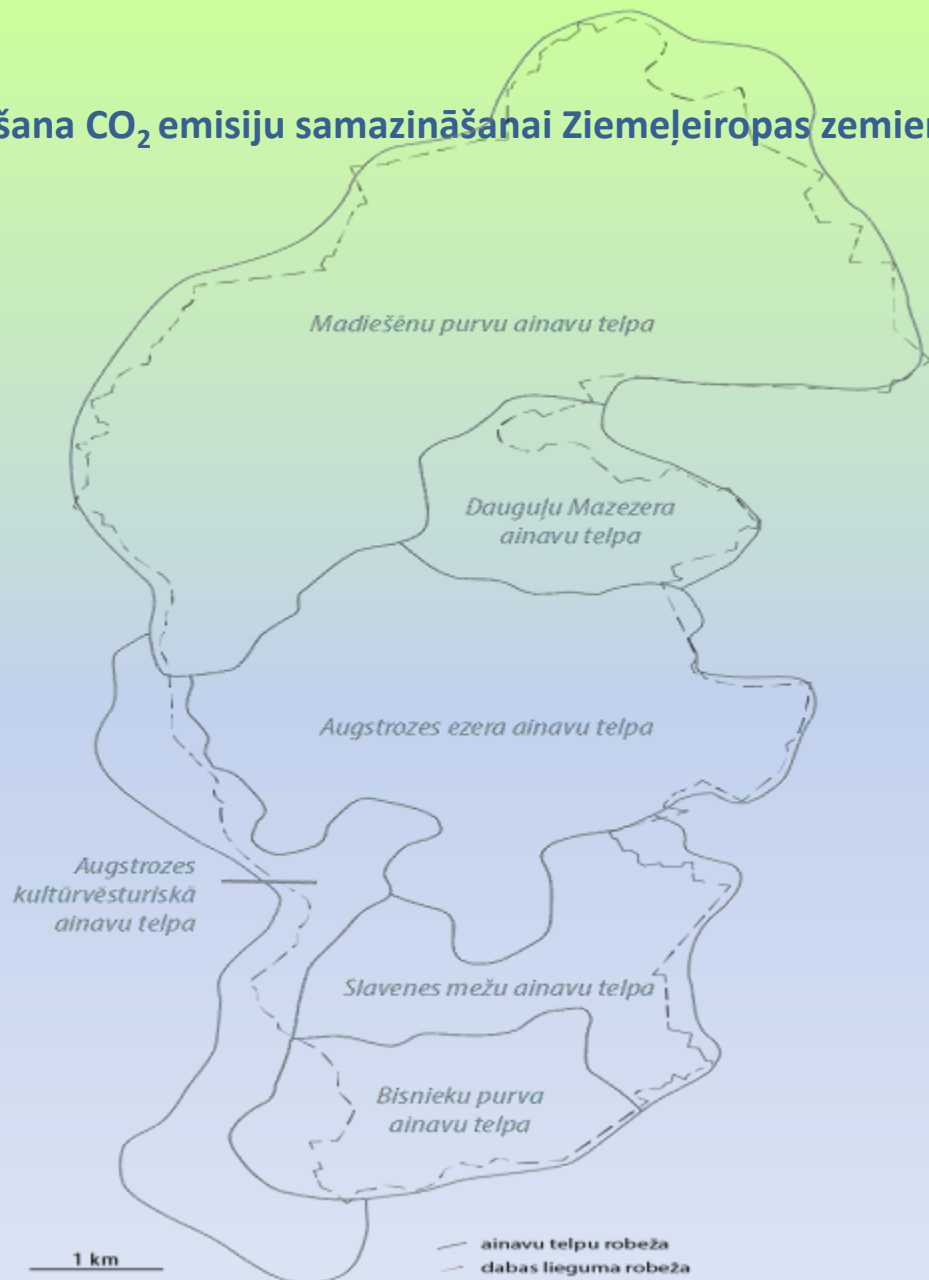 šana CO₂ emisiju samazināšanai Ziemeļeiropas
Madiešēnu purvu ainavu telpa
Dauguļu Mazezera
ainavu telpa
Augstrozes ezera ainavu telpa
Augstrozes
kultūrvēsturiskā
ainavu telpa
Slavenes mežu ainavu telpa
Bisnieku purva
ainavu telpa
1 km
ainavu telpu robeža
dabas lieguma robeža